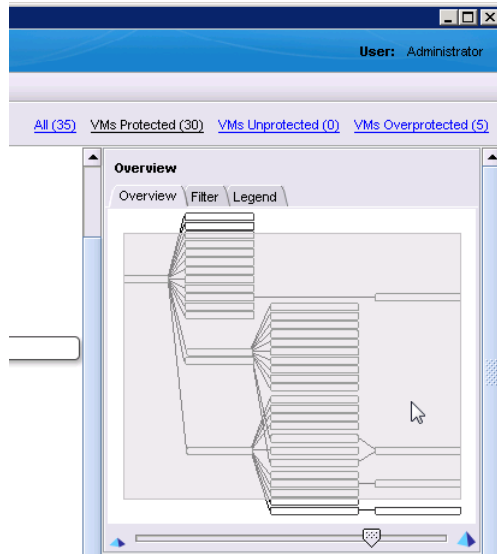 User: Administrator
All (35) VMs Protected (30) VMs Unprotected (0) VMs Overprotected (5)
Overview
Overview Filter Legend